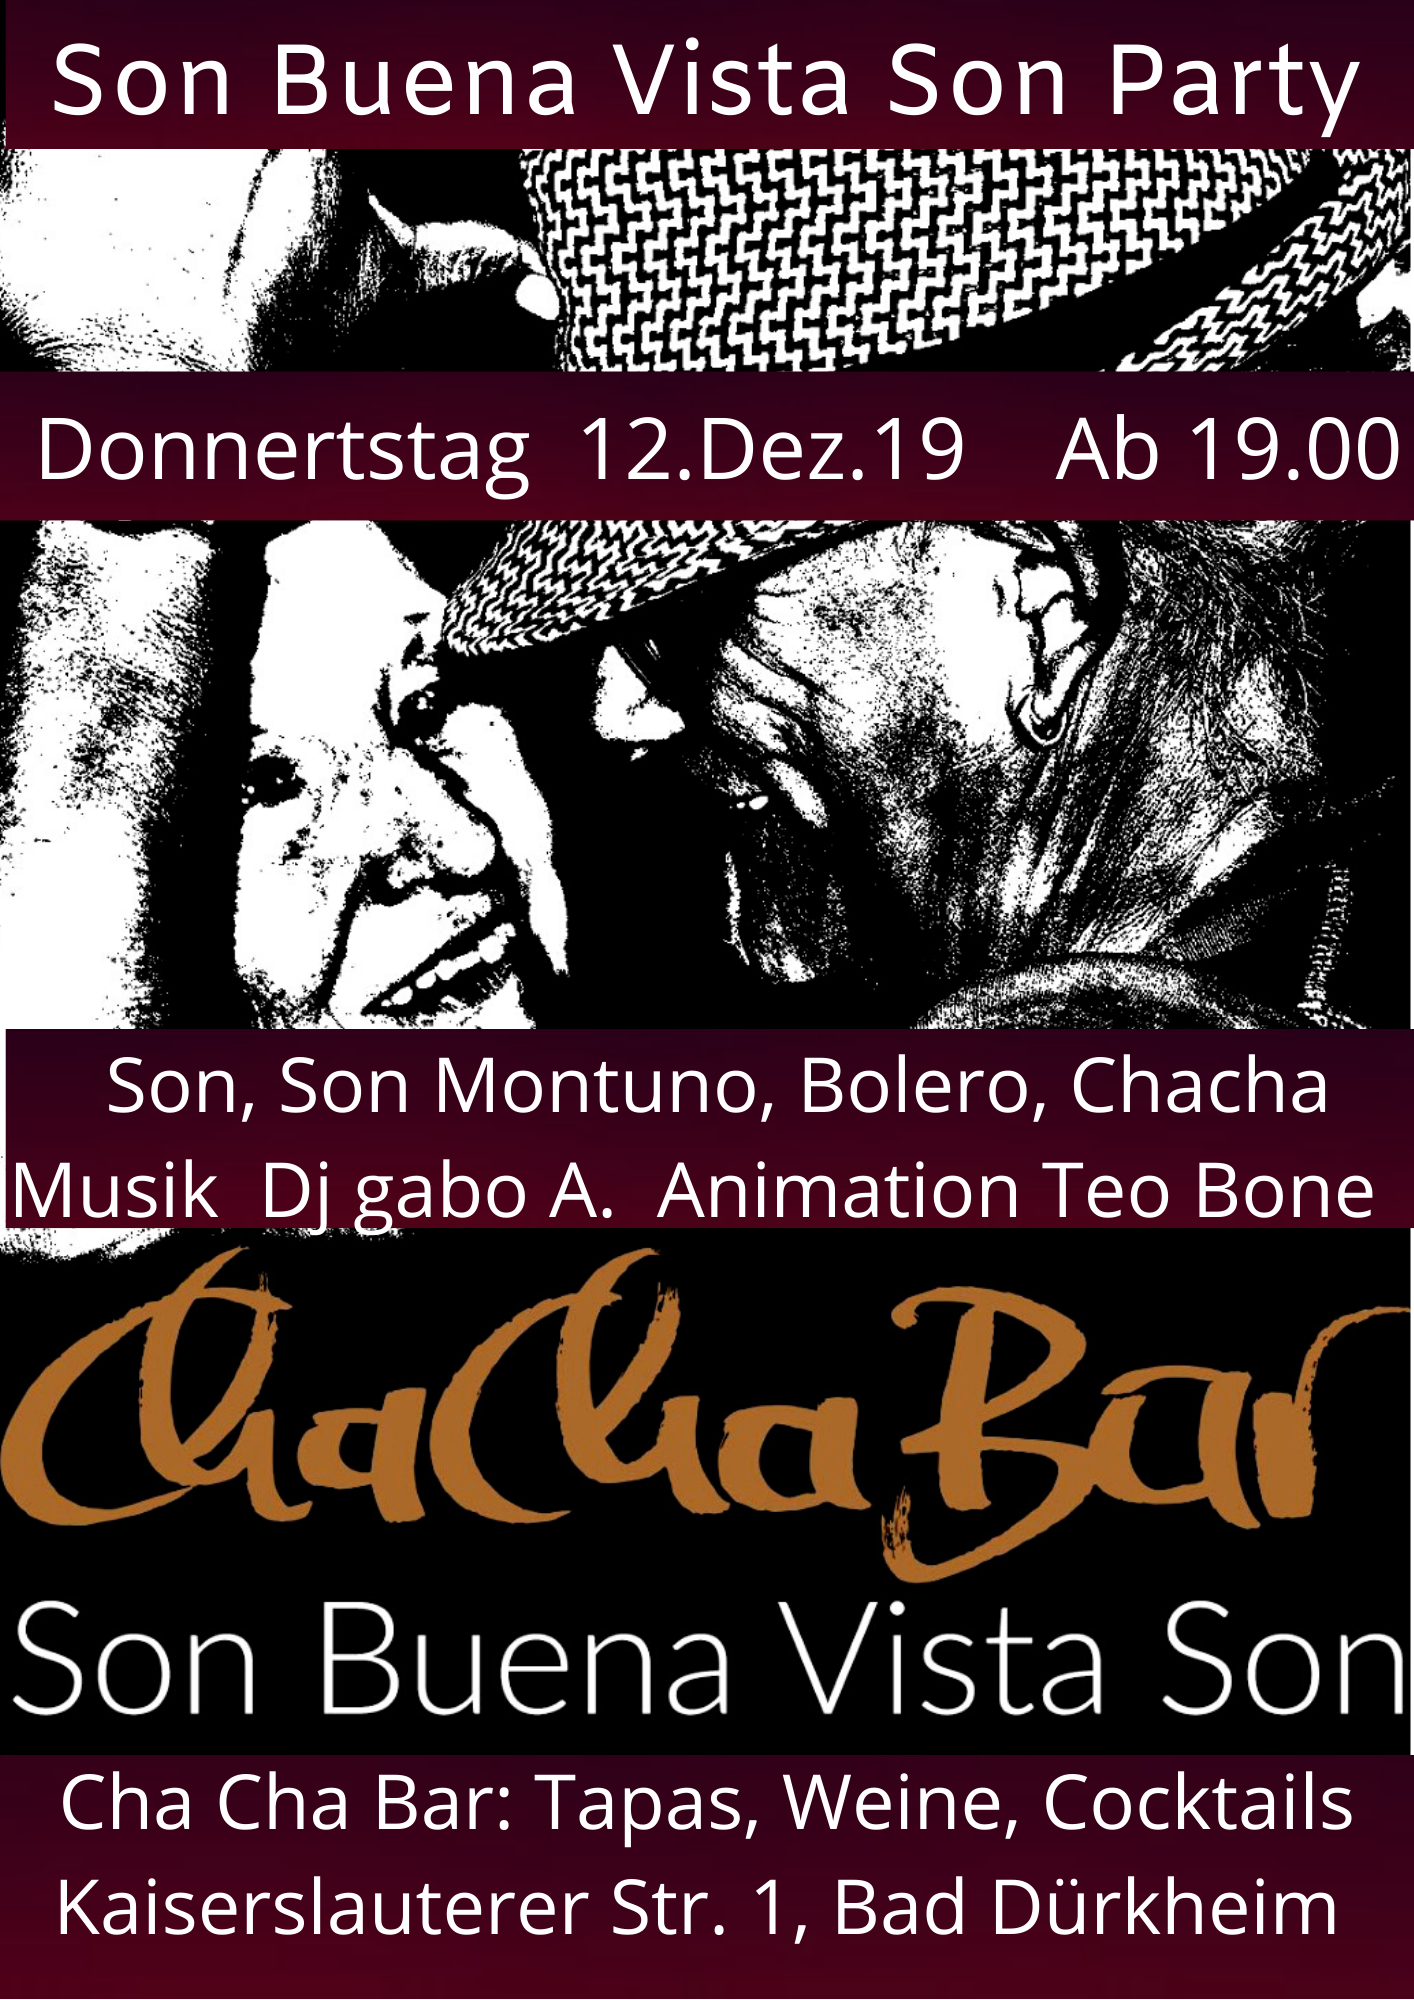 Son Buena Vista Son Party
Donnertstag 12.Dez.19 Ab 19.00
Son, Son Montuno, Bolero, Chacha
Musik Dj gabo A. Animation Teo Bone
ChaChaBar
Son Buena Vista Son
Cha Cha Bar: Tapas, Weine, Cocktails
Kaiserslauterer Str. 1, Bad Dürkheim